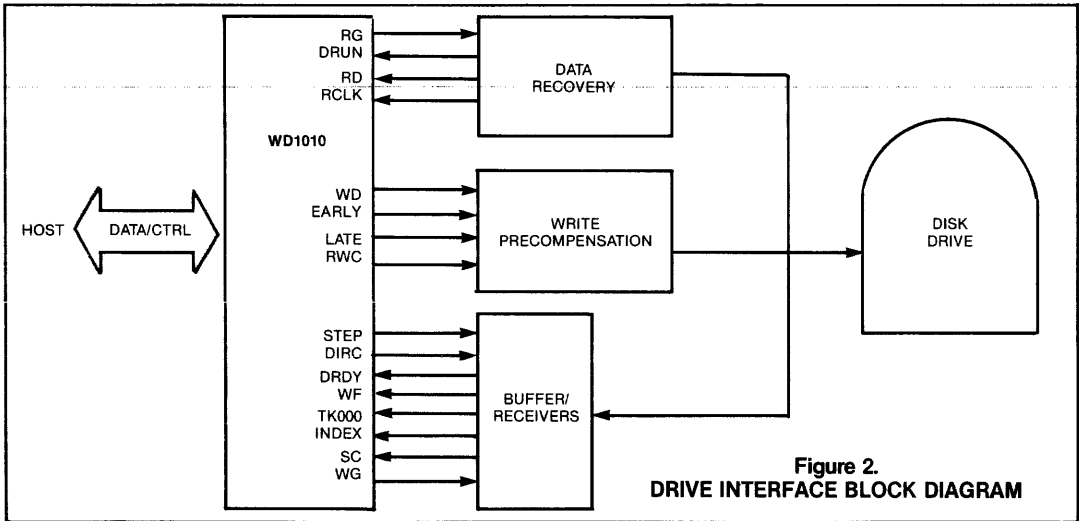 RG
DRUN
RD
RCLK
WD1010
WD
EARLY
LATE
RWC
STEP
DIRC
DRDY
WF
TK000
INDEX
SC
WG
HOST
DATA/CTRL
DATA
RECOVERY
WRITE
PRECOMPENSATION
BUFFER/
RECEIVERS
DISK
DRIVE
Figure 2.
DRIVE INTERFACE BLOCK DIAGRAM